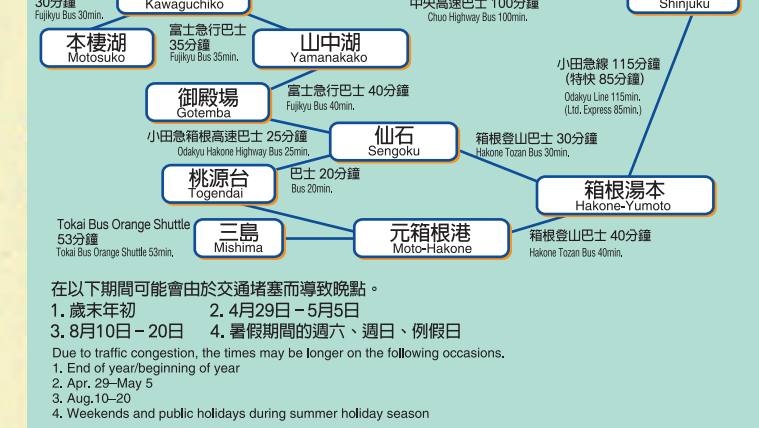 30分鐘
Fujikyu Bus 30min.
Kawaguchiko
中央高速巴士 100分鐘
Chuo Highway Bus 100min.
Shinjuku
本棲湖
Motosuko
富士急行巴士
35分鐘
Fujikyu Bus 35min.
山中湖
Yamanakako
小田急線 115分鐘
(特快 85分鐘)
Odakyu Line 115min.
(Ltd. Express 85min.)
御殿場
Gotemba
富士急行巴士 40分鐘
Fujikyu Bus 40min.
小田急箱根高速巴士 25分鐘
Odakyu Hakone Highway Bus 25min.
仙石
Sengoku
箱根登山巴士 30分鐘
Hakone Tozan Bus 30min.
桃源台
Togendai
巴士 20分鐘
Bus 20min.
箱根湯本
Hakone-Yumoto
Tokai Bus Orange Shuttle
53分鐘
Tokai Bus Orange Shuttle 53min.
三島
Mishima
元箱根港
Moto-Hakone
箱根登山巴士 40分鐘
Hakone Tozan Bus 40min.
在以下期間可能會由於交通堵塞而導致晚點。
1. 歲末年初 2. 4月29日－5月5日
3. 8月10日－20日 4. 暑假期間的週六、週日、例假日
Due to traffic congestion, the times may be longer on the following occasions.
1. End of year/beginning of year
2. Apr. 29–May 5
3. Aug.10–20
4. Weekends and public holidays during summer holiday season